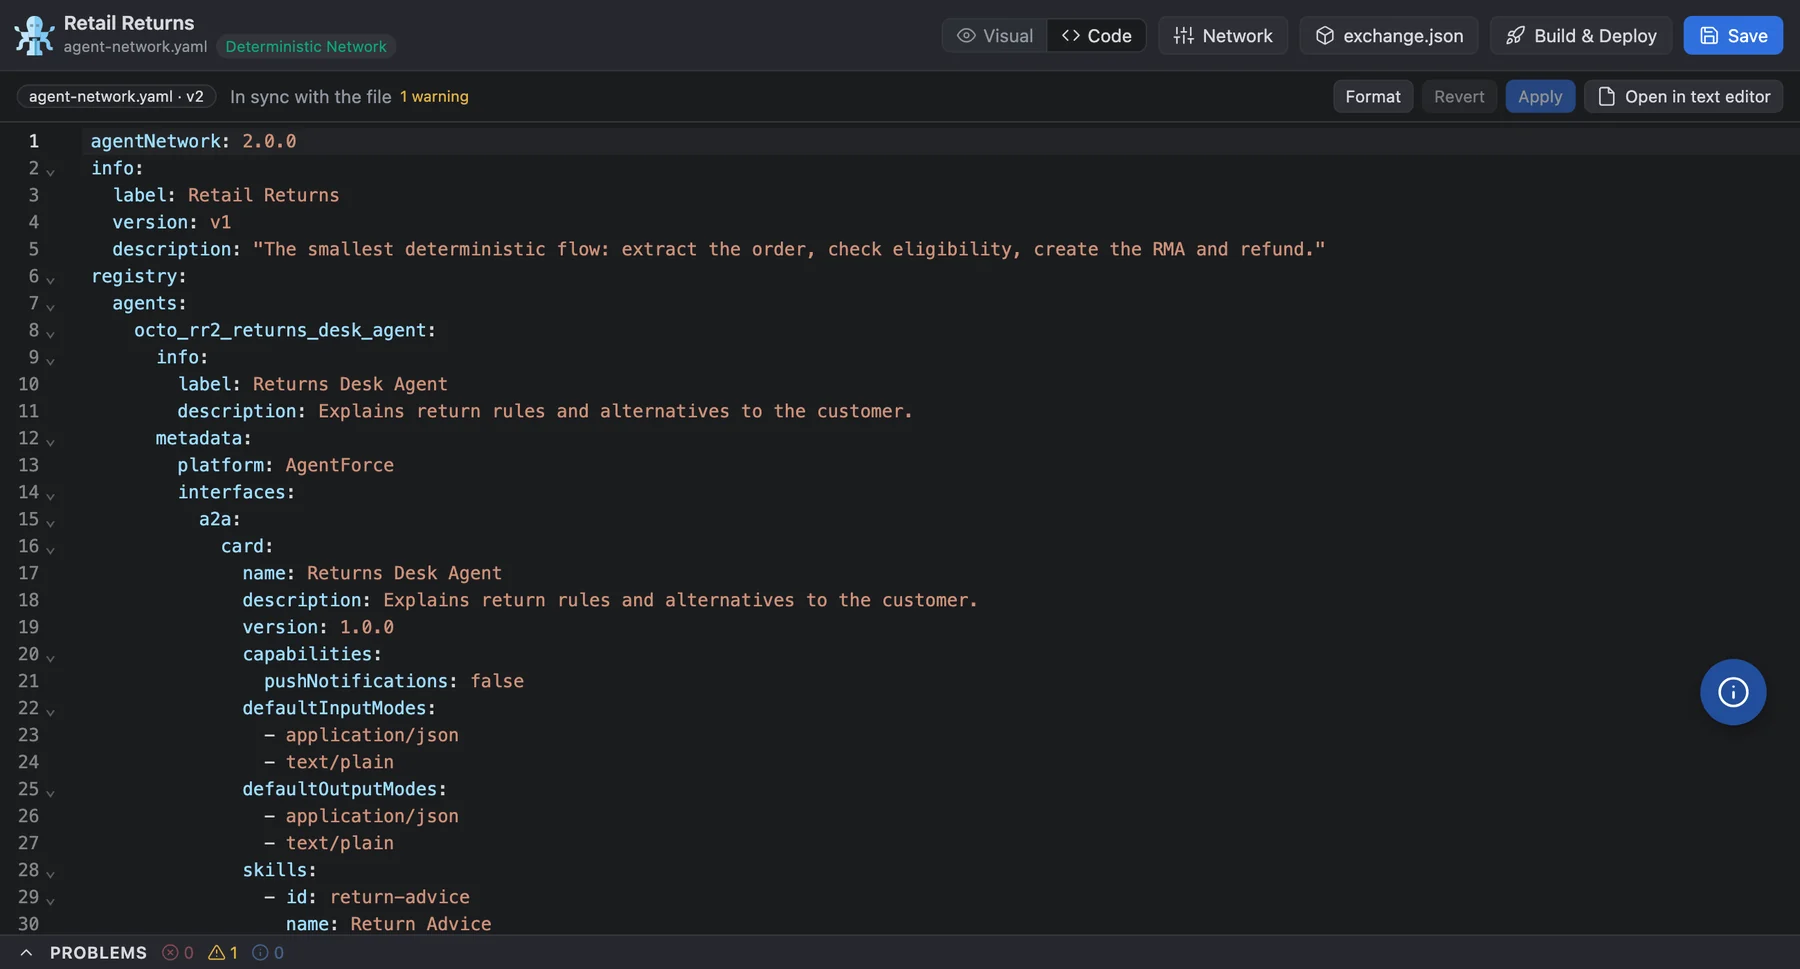 Retail Returns
agent-network.yaml Deterministic Network
Visual Code Network exchange.json Build & Deploy Save
agent-network.yaml · v2 In sync with the file 1 warning Format Revert Apply Open in text editor
1 agentNetwork: 2.0.0
2 info:
3 label: Retail Returns
4 version: v1
5 description: "The smallest deterministic flow: extract the order, check eligibility, create the RMA and refund."
6 registry:
7 agents:
8 octo_rr2_returns_desk_agent:
9 info:
10 label: Returns Desk Agent
11 description: Explains return rules and alternatives to the customer.
12 metadata:
13 platform: AgentForce
14 interfaces:
15 a2a:
16 card:
17 name: Returns Desk Agent
18 description: Explains return rules and alternatives to the customer.
19 version: 1.0.0
20 capabilities:
21 pushNotifications: false
22 defaultInputModes:
23 - application/json
24 - text/plain
25 defaultOutputModes:
26 - application/json
27 - text/plain
28 skills:
29 - id: return-advice
30 name: Return Advice
PROBLEMS 0 1 0